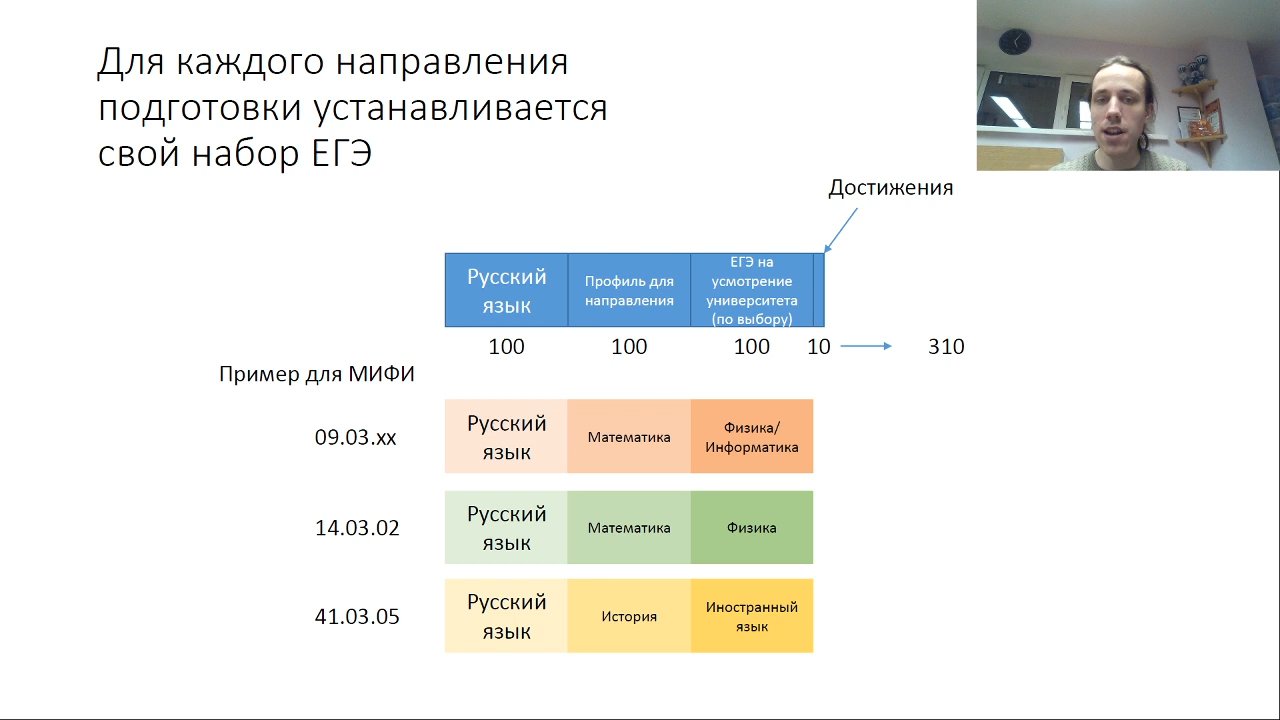 Для каждого направления
подготовки устанавливается
свой набор ЕГЭ
Достижения
Русский
язык
Профиль для
направления
ЕГЭ на
усмотрение
университета
(по выбору)
100
100
100
10
310
Пример для МИФИ
09.03.xx
Русский
язык
Математика
Физика/
Информатика
14.03.02
Русский
язык
Математика
Физика
41.03.05
Русский
язык
История
Иностранный
язык